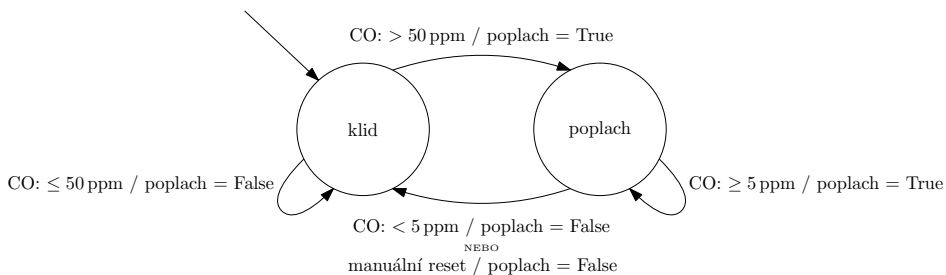 CO: > 50 ppm / poplach = True
klid
poplach
CO: ≤ 50 ppm / poplach = False
CO: ≥ 5 ppm / poplach = True
CO: < 5 ppm / poplach = False
NEBO
manuální reset / poplach = False